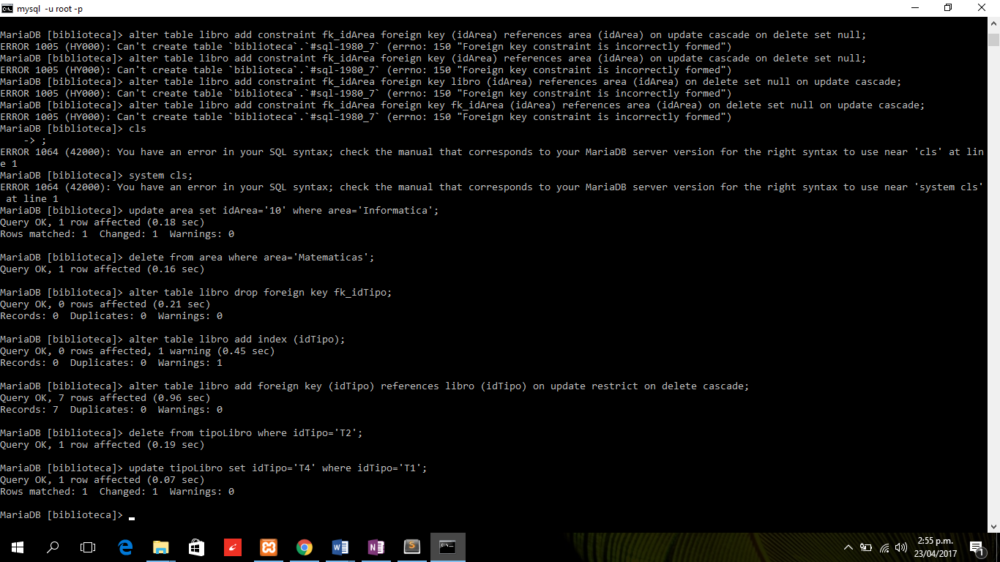 mysql -u root -p
MariaDB [biblioteca]> alter table libro add constraint fk_idArea foreign key (idArea) references area (idArea) on update cascade on delete set null;
ERROR 1005 (HY000): Can't create table `biblioteca`.`#sql-1980_7` (errno: 150 "Foreign key constraint is incorrectly formed")
MariaDB [biblioteca]> alter table libro add constraint fk_idArea foreign key (idArea) references area (idArea) on update cascade on delete set null;
ERROR 1005 (HY000): Can't create table `biblioteca`.`#sql-1980_7` (errno: 150 "Foreign key constraint is incorrectly formed")
MariaDB [biblioteca]> alter table libro add constraint fk_idArea foreign key libro (idArea) references area (idArea) on delete set null on update cascade;
ERROR 1005 (HY000): Can't create table `biblioteca`.`#sql-1980_7` (errno: 150 "Foreign key constraint is incorrectly formed")
MariaDB [biblioteca]> alter table libro add constraint fk_idArea foreign key fk_idArea (idArea) references area (idArea) on delete set null on update cascade;
ERROR 1005 (HY000): Can't create table `biblioteca`.`#sql-1980_7` (errno: 150 "Foreign key constraint is incorrectly formed")
MariaDB [biblioteca]> cls
    -> ;
ERROR 1064 (42000): You have an error in your SQL syntax; check the manual that corresponds to your MariaDB server version for the right syntax to use near 'cls' at lin
e 1
MariaDB [biblioteca]> system cls;
ERROR 1064 (42000): You have an error in your SQL syntax; check the manual that corresponds to your MariaDB server version for the right syntax to use near 'system cls'
 at line 1
MariaDB [biblioteca]> update area set idArea='10' where area='Informatica';
Query OK, 1 row affected (0.18 sec)
Rows matched: 1  Changed: 1  Warnings: 0
MariaDB [biblioteca]> delete from area where area='Matematicas';
Query OK, 1 row affected (0.16 sec)
MariaDB [biblioteca]> alter table libro drop foreign key fk_idTipo;
Query OK, 0 rows affected (0.21 sec)
Records: 0  Duplicates: 0  Warnings: 0
MariaDB [biblioteca]> alter table libro add index (idTipo);
Query OK, 0 rows affected, 1 warning (0.45 sec)
Records: 0  Duplicates: 0  Warnings: 1
MariaDB [biblioteca]> alter table libro add foreign key (idTipo) references libro (idTipo) on update restrict on delete cascade;
Query OK, 7 rows affected (0.96 sec)
Records: 7  Duplicates: 0  Warnings: 0
MariaDB [biblioteca]> delete from tipoLibro where idTipo='T2';
Query OK, 1 row affected (0.19 sec)
MariaDB [biblioteca]> update tipoLibro set idTipo='T4' where idTipo='T1';
Query OK, 1 row affected (0.07 sec)
Rows matched: 1  Changed: 1  Warnings: 0
MariaDB [biblioteca]>
2:55 p.m.
23/04/2017
1